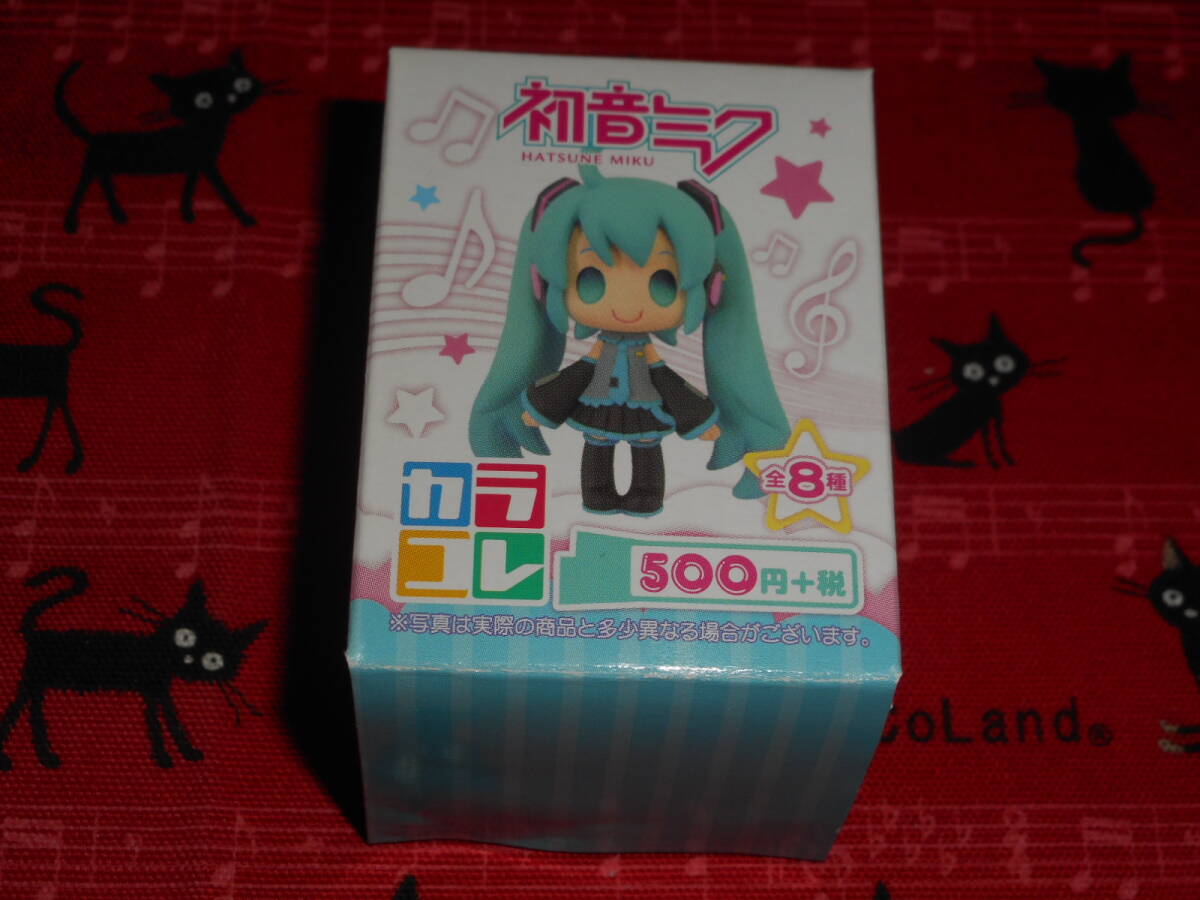 初音ミク
HATSUNE MIKU
全8種
カラ
コレ
500円+税
※写真は実際の商品と多少異なる場合がございます。
coLand®